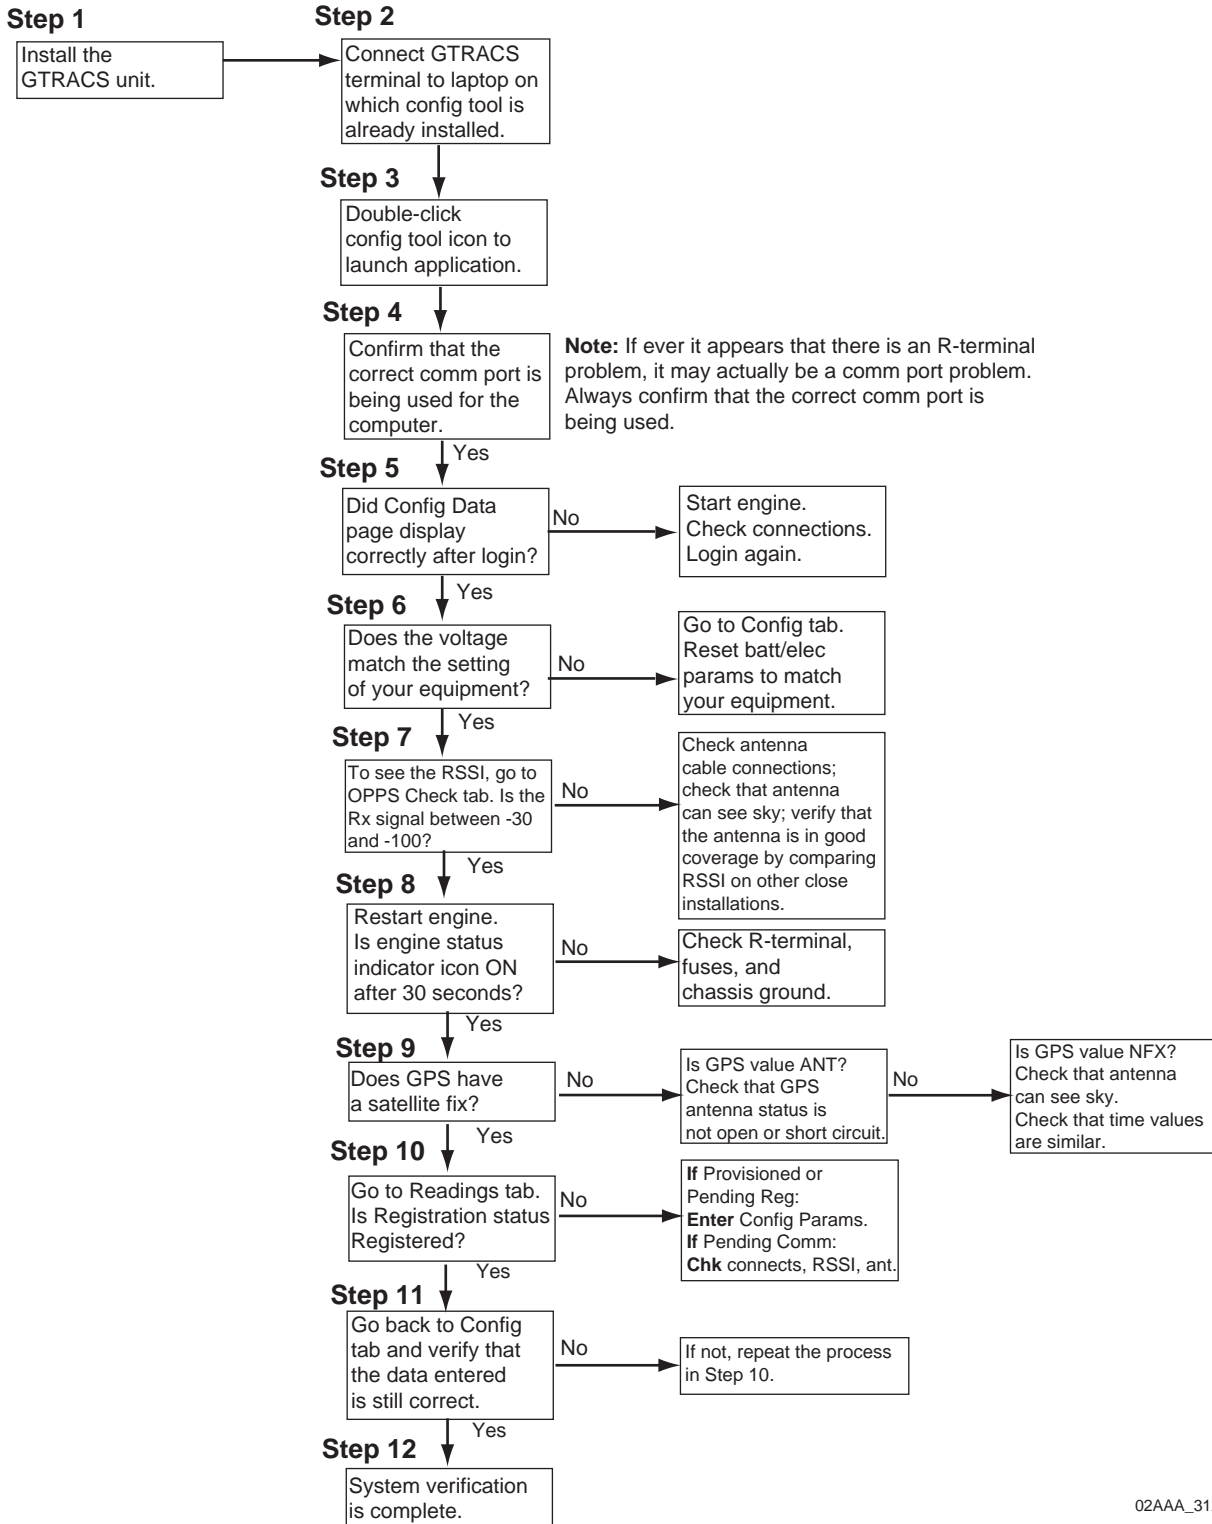 Step 1
Install the
GTRACS unit.
Step 2
Connect GTRACS
terminal to laptop on
which config tool is
already installed.
Step 3
Double-click
config tool icon to
launch application.
Step 4
Confirm that the
correct comm port is
being used for the
computer.
Note: If ever it appears that there is an R-terminal
problem, it may actually be a comm port problem.
Always confirm that the correct comm port is
being used.
Yes
Step 5
Did Config Data
page display
correctly after login?
No
Start engine.
Check connections.
Login again.
Yes
Step 6
Does the voltage
match the setting
of your equipment?
No
Go to Config tab.
Reset batt/elec
params to match
your equipment.
Yes
Step 7
To see the RSSI, go to
OPPS Check tab. Is the
Rx signal between -30
and -100?
No
Check antenna
cable connections;
check that antenna
can see sky; verify that
the antenna is in good
coverage by comparing
RSSI on other close
installations.
Yes
Step 8
Restart engine.
Is engine status
indicator icon ON
after 30 seconds?
No
Check R-terminal,
fuses, and
chassis ground.
Yes
Step 9
Does GPS have
a satellite fix?
No
Is GPS value ANT?
Check that GPS
antenna status is
not open or short circuit.
No
Is GPS value NFX?
Check that antenna
can see sky.
Check that time values
are similar.
Yes
Step 10
Go to Readings tab.
Is Registration status
Registered?
No
If Provisioned or
Pending Reg:
Enter Config Params.
If Pending Comm:
Chk connects, RSSI, ant.
Yes
Step 11
Go back to Config
tab and verify that
the data entered
is still correct.
No
If not, repeat the process
in Step 10.
Yes
Step 12
System verification
is complete.